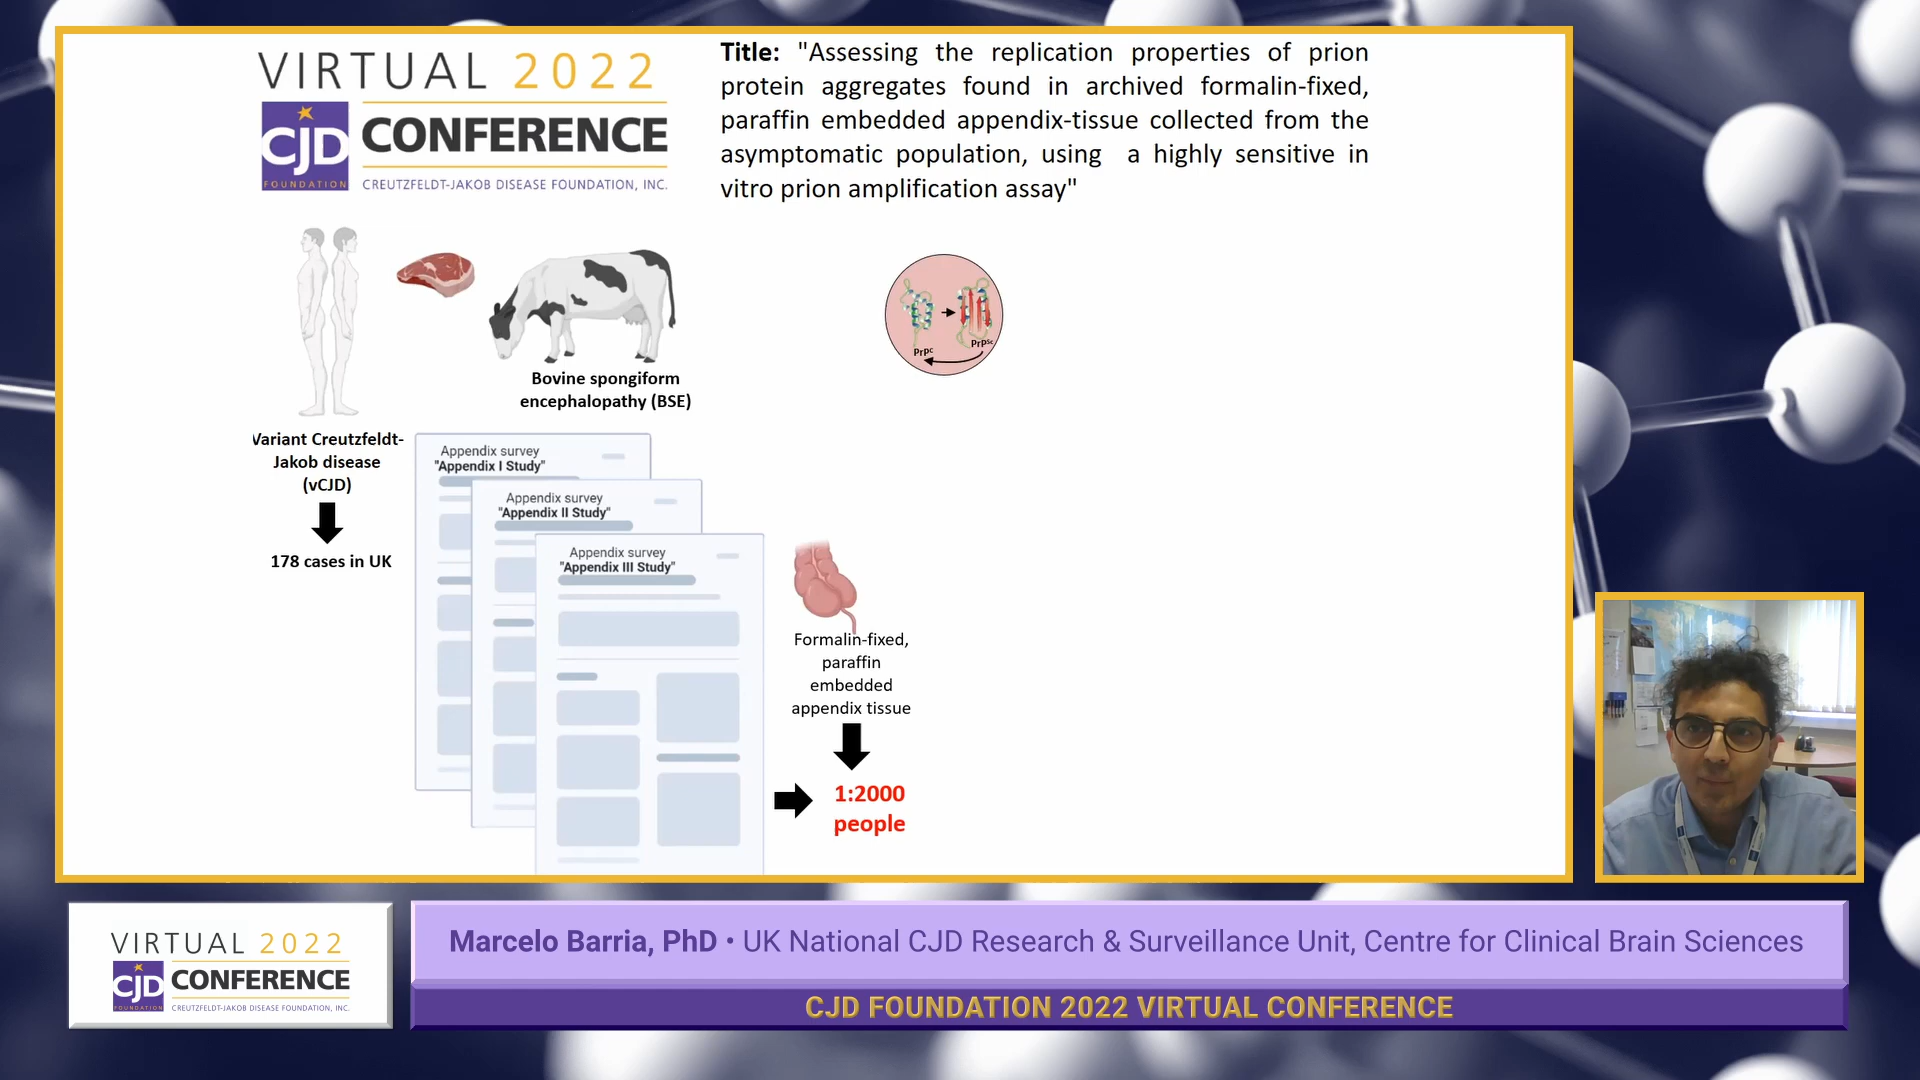 VIRTUAL 2022
CJD
FOUNDATION
CONFERENCE
CREUTZFELDT-JAKOB DISEASE FOUNDATION, INC.
Title: "Assessing the replication properties of prion
protein aggregates found in archived formalin-fixed,
paraffin embedded appendix-tissue collected from the
asymptomatic population, using a highly sensitive in
vitro prion amplification assay"
Bovine spongiform
encephalopathy (BSE)
PrPc
PrPSc
Variant Creutzfeldt-
Jakob disease
(vCJD)
178 cases in UK
Appendix survey
"Appendix I Study"
Appendix survey
"Appendix II Study"
Appendix survey
"Appendix III Study"
Formalin-fixed,
paraffin
embedded
appendix tissue
1:2000
people
VIRTUAL 2022
CJD
FOUNDATION
CONFERENCE
CREUTZFELDT-JAKOB DISEASE FOUNDATION, INC.
Marcelo Barria, PhD • UK National CJD Research & Surveillance Unit, Centre for Clinical Brain Sciences
CJD FOUNDATION 2022 VIRTUAL CONFERENCE